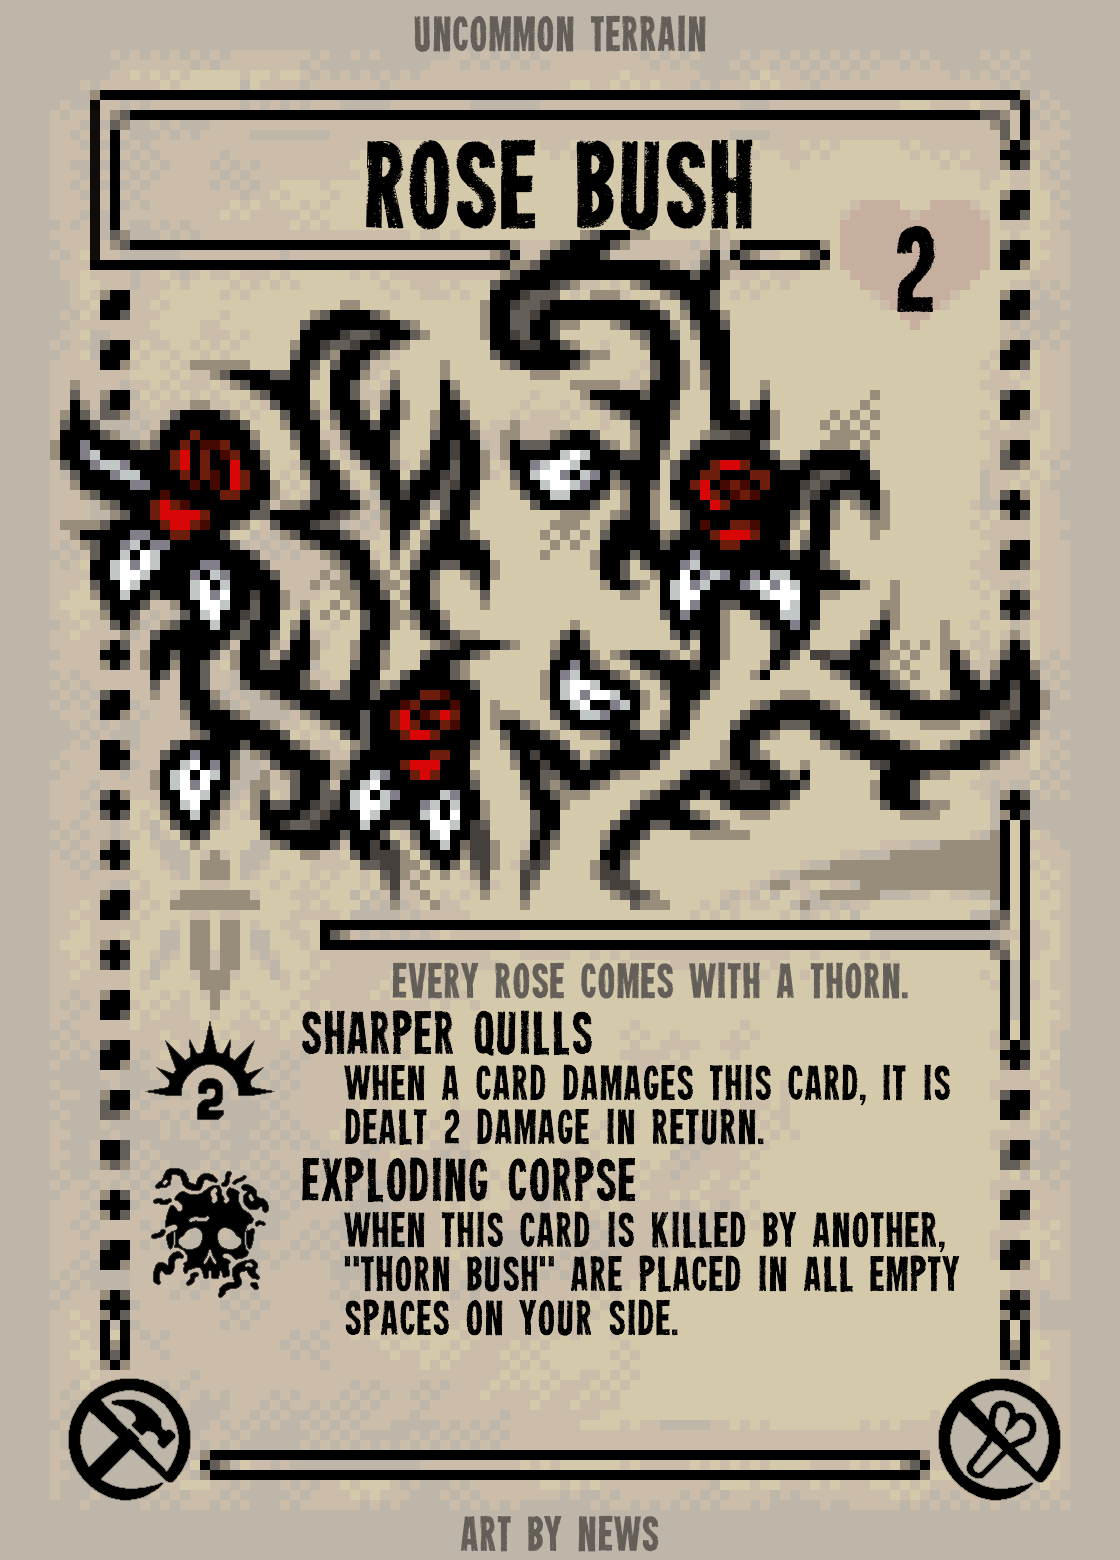 UNCOMMON TERRAIN
ROSE BUSH
2
EVERY ROSE COMES WITH A THORN.
SHARPER QUILLS
2
WHEN A CARD DAMAGES THIS CARD, IT IS
DEALT 2 DAMAGE IN RETURN.
EXPLODING CORPSE
WHEN THIS CARD IS KILLED BY ANOTHER,
"THORN BUSH" ARE PLACED IN ALL EMPTY
SPACES ON YOUR SIDE.
ART BY NEWS